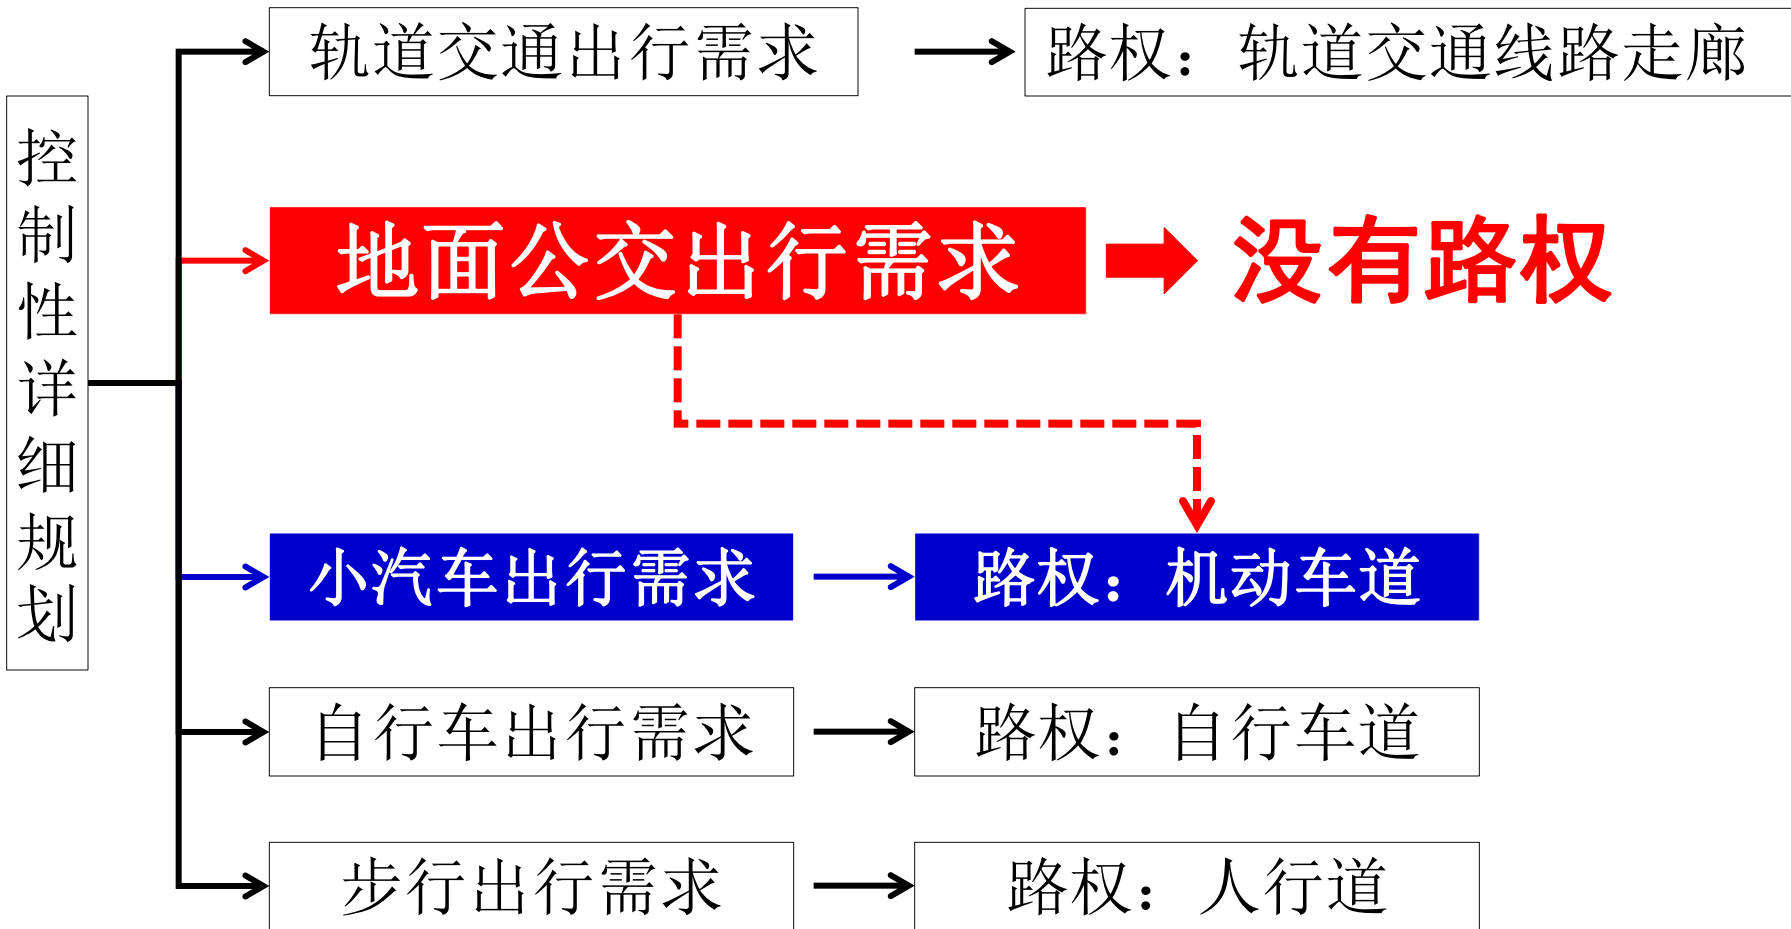 控制性详细规划
轨道交通出行需求
路权：轨道交通线路走廊
地面公交出行需求
没有路权
小汽车出行需求
路权：机动车道
自行车出行需求
路权：自行车道
步行出行需求
路权：人行道